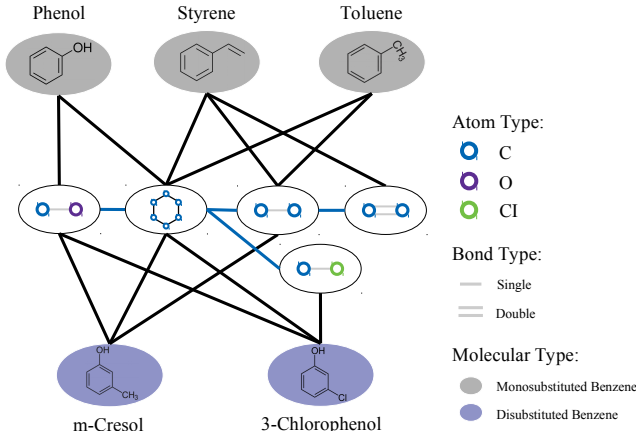 Phenol Styrene Toluene
OH
CH3
Atom Type:
C
O
CI
Bond Type:
Single
Double
Molecular Type:
Monosubstituted Benzene
Disubstituted Benzene
OH
CH3
OH
Cl
m-Cresol 3-Chlorophenol